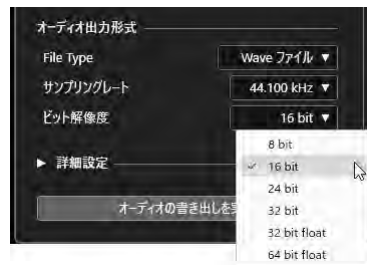 オーディオ出力形式
File Type Wave ファイル ▼
サンプリングレート 44.100 kHz ▼
ビット解像度 16 bit ▼
8 bit
▶ 詳細設定
✓ 16 bit
24 bit
32 bit
オーディオの書き出しを
32 bit float
64 bit float